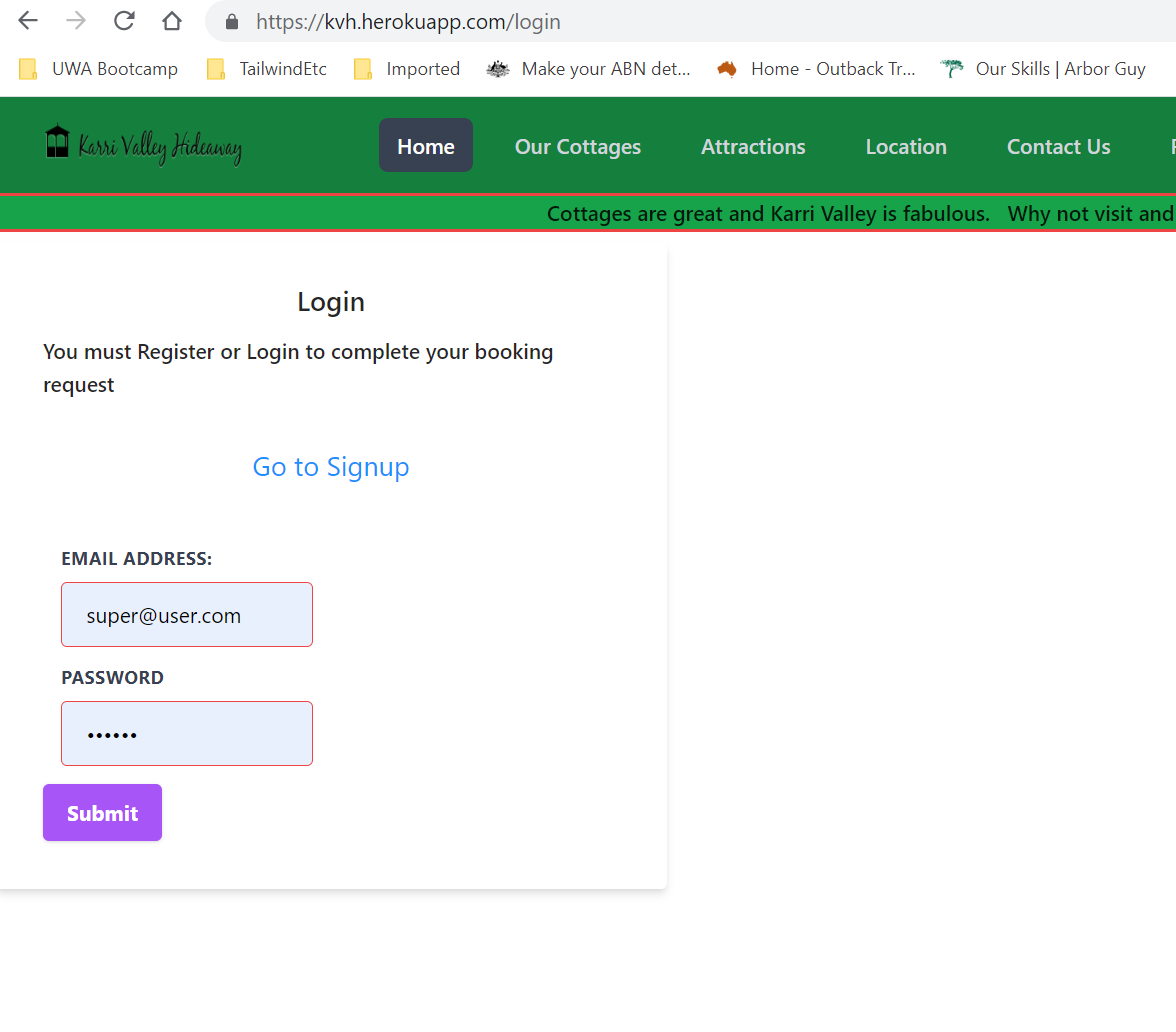 https://kvh.herokuapp.com/login
UWA Bootcamp TailwindEtc Imported Make your ABN det... Home - Outback Tr... Our Skills | Arbor Guy
Karri Valley Hideaway Home Our Cottages Attractions Location Contact Us
Cottages are great and Karri Valley is fabulous. Why not visit and
Login
You must Register or Login to complete your booking
request
Go to Signup
EMAIL ADDRESS:
super@user.com
PASSWORD
••••••
Submit